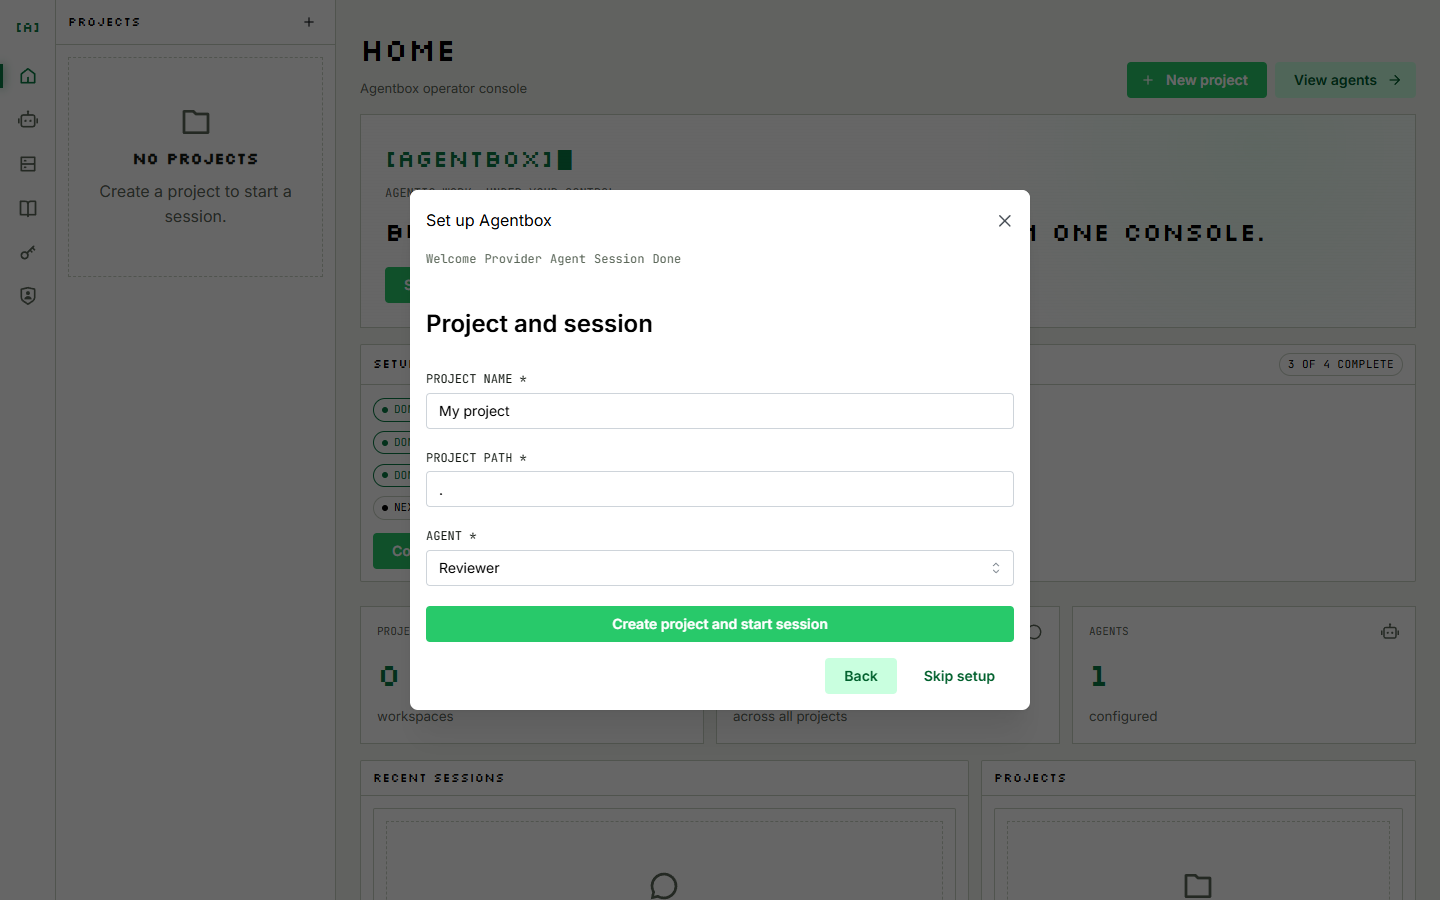 [A]
PROJECTS
NO PROJECTS
Create a project to start a
session.
HOME
Agentbox operator console
New project
View agents
[AGENTBOX]
ONE CONSOLE.
3 OF 4 COMPLETE
Set up Agentbox
Welcome Provider Agent Session Done
Project and session
PROJECT NAME *
My project
PROJECT PATH *
.
AGENT *
Reviewer
Create project and start session
Back
Skip setup
0
workspaces
across all projects
AGENTS
1
configured
RECENT SESSIONS
PROJECTS